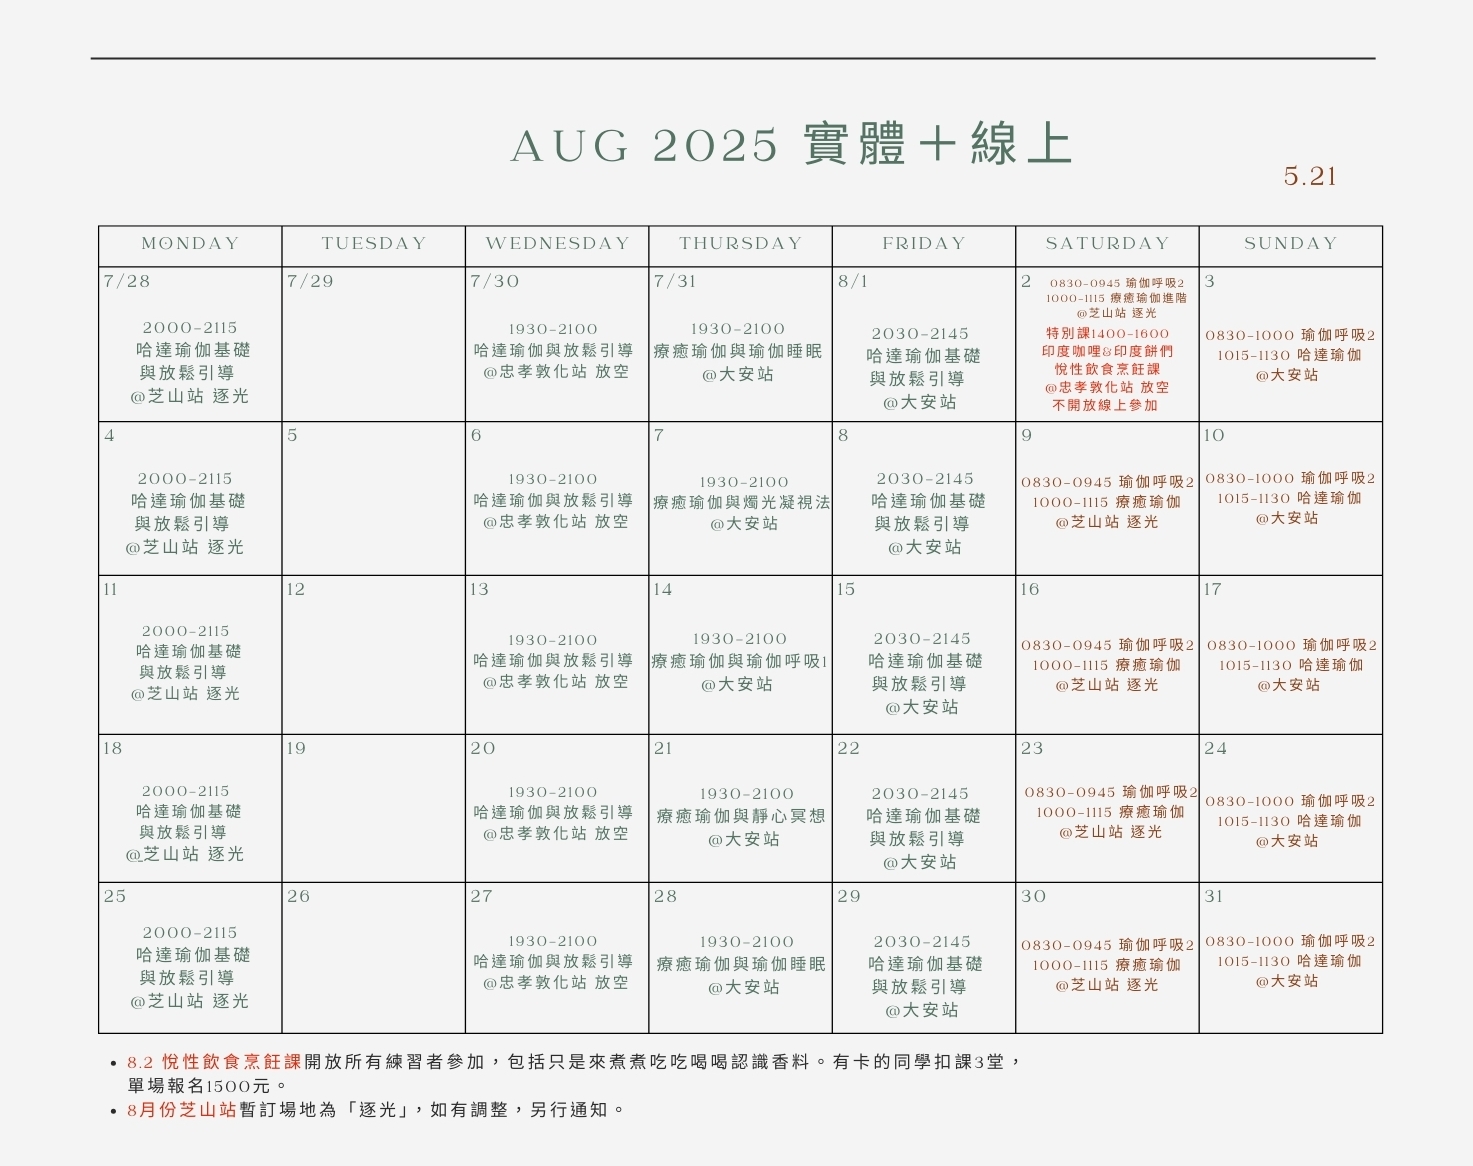 AUG 2025 實體＋線上
5.21
MONDAY TUESDAY WEDNESDAY THURSDAY FRIDAY SATURDAY SUNDAY
7/28
2000-2115
哈達瑜伽基礎
與放鬆引導
@芝山站 逐光
7/29
7/30
1930-2100
哈達瑜伽與放鬆引導
@忠孝敦化站 放空
7/31
1930-2100
療癒瑜伽與瑜伽睡眠
@大安站
8/1
2030-2145
哈達瑜伽基礎
與放鬆引導
@大安站
2
0830-0945 瑜伽呼吸2
1000-1115 療癒瑜伽進階
@芝山站 逐光
特別課1400-1600
印度咖哩&印度餅們
悅性飲食烹飪課
@忠孝敦化站 放空
不開放線上參加
3
0830-1000 瑜伽呼吸2
1015-1130 哈達瑜伽
@大安站
4
2000-2115
哈達瑜伽基礎
與放鬆引導
@芝山站 逐光
5
6
1930-2100
哈達瑜伽與放鬆引導
@忠孝敦化站 放空
7
1930-2100
療癒瑜伽與燭光凝視法
@大安站
8
2030-2145
哈達瑜伽基礎
與放鬆引導
@大安站
9
0830-0945 瑜伽呼吸2
1000-1115 療癒瑜伽
@芝山站 逐光
10
0830-1000 瑜伽呼吸2
1015-1130 哈達瑜伽
@大安站
11
2000-2115
哈達瑜伽基礎
與放鬆引導
@芝山站 逐光
12
13
1930-2100
哈達瑜伽與放鬆引導
@忠孝敦化站 放空
14
1930-2100
療癒瑜伽與瑜伽呼吸1
@大安站
15
2030-2145
哈達瑜伽基礎
與放鬆引導
@大安站
16
0830-0945 瑜伽呼吸2
1000-1115 療癒瑜伽
@芝山站 逐光
17
0830-1000 瑜伽呼吸2
1015-1130 哈達瑜伽
@大安站
18
2000-2115
哈達瑜伽基礎
與放鬆引導
@芝山站 逐光
19
20
1930-2100
哈達瑜伽與放鬆引導
@忠孝敦化站 放空
21
1930-2100
療癒瑜伽與靜心冥想
@大安站
22
2030-2145
哈達瑜伽基礎
與放鬆引導
@大安站
23
0830-0945 瑜伽呼吸2
1000-1115 療癒瑜伽
@芝山站 逐光
24
0830-1000 瑜伽呼吸2
1015-1130 哈達瑜伽
@大安站
25
2000-2115
哈達瑜伽基礎
與放鬆引導
@芝山站 逐光
26
27
1930-2100
哈達瑜伽與放鬆引導
@忠孝敦化站 放空
28
1930-2100
療癒瑜伽與瑜伽睡眠
@大安站
29
2030-2145
哈達瑜伽基礎
與放鬆引導
@大安站
30
0830-0945 瑜伽呼吸2
1000-1115 療癒瑜伽
@芝山站 逐光
31
0830-1000 瑜伽呼吸2
1015-1130 哈達瑜伽
@大安站
• 8.2 悅性飲食烹飪課開放所有練習者參加，包括只是來煮煮吃吃喝喝認識香料。有卡的同學扣課3堂，
單場報名1500元。
• 8月份芝山站暫訂場地為「逐光」，如有調整，另行通知。